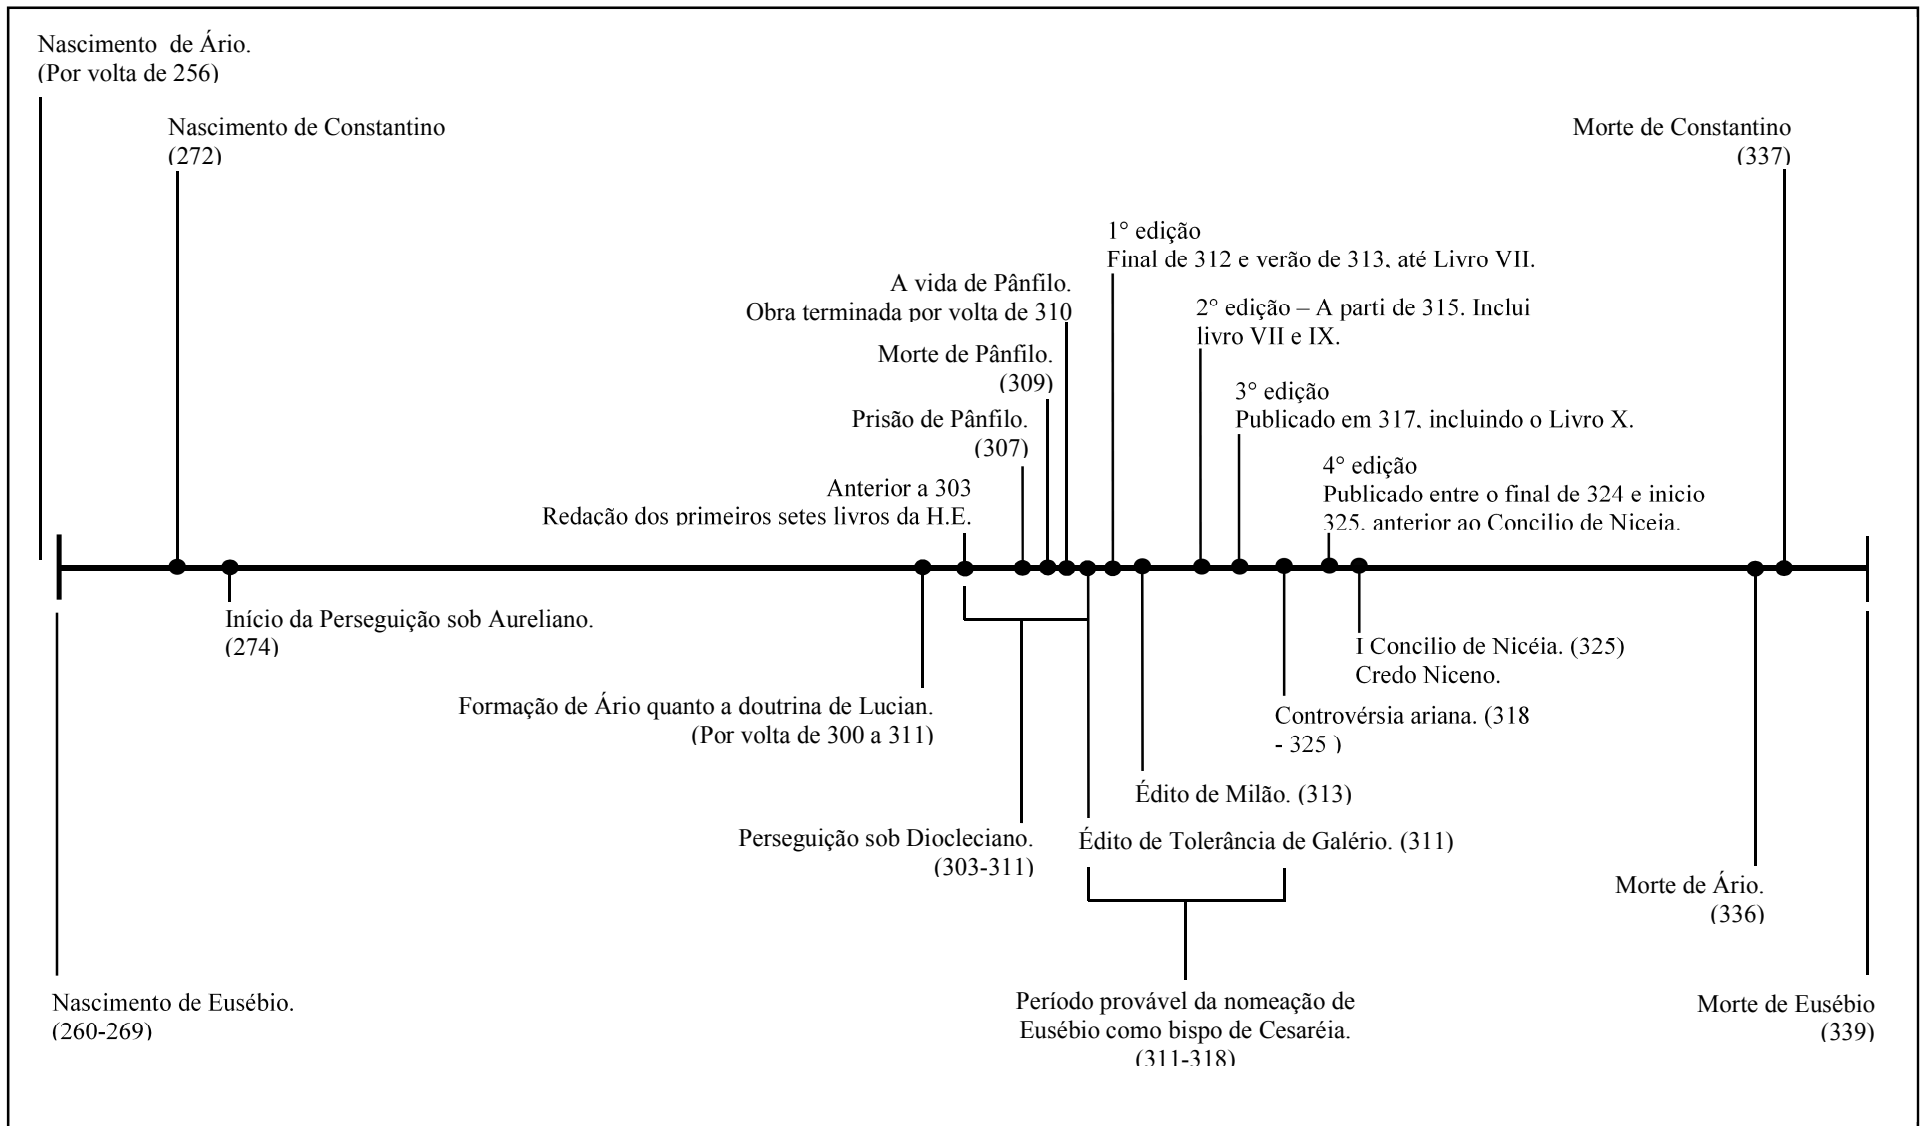 Nascimento de Ário.
(Por volta de 256)
Nascimento de Constantino
(272)
Morte de Constantino
(337)
1° edição
Final de 312 e verão de 313, até Livro VII.
A vida de Pânfilo.
Obra terminada por volta de 310
2° edição – A parti de 315. Inclui
livro VII e IX.
Morte de Pânfilo.
(309)
3° edição
Publicado em 317, incluindo o Livro X.
Prisão de Pânfilo.
(307)
4° edição
Publicado entre o final de 324 e inicio
325, anterior ao Concilio de Niceia.
Anterior a 303
Redação dos primeiros setes livros da H.E.
Início da Perseguição sob Aureliano.
(274)
I Concilio de Nicéia. (325)
Credo Niceno.
Formação de Ário quanto a doutrina de Lucian.
(Por volta de 300 a 311)
Controvérsia ariana. (318
- 325 )
Édito de Milão. (313)
Perseguição sob Diocleciano.
(303-311)
Édito de Tolerância de Galério. (311)
Morte de Ário.
(336)
Nascimento de Eusébio.
(260-269)
Período provável da nomeação de
Eusébio como bispo de Cesaréia.
(311-318)
Morte de Eusébio
(339)